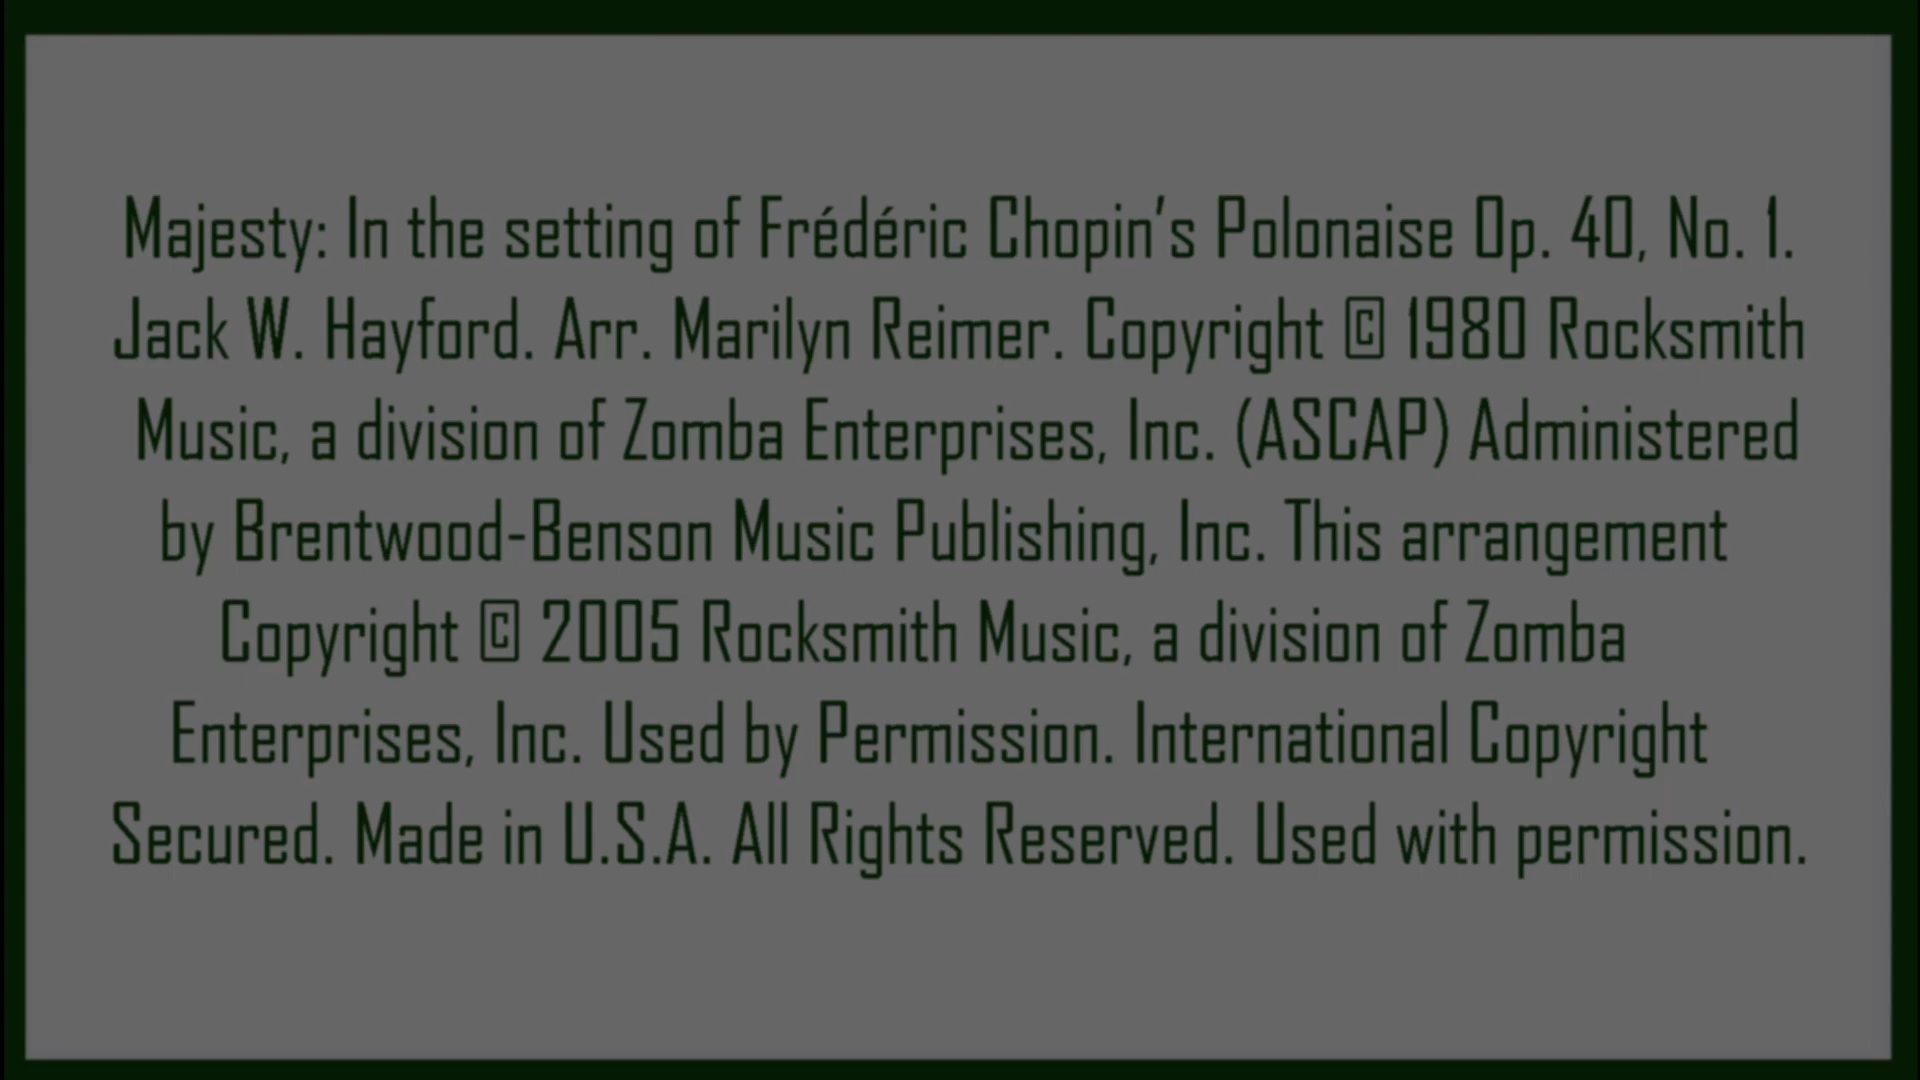 Majesty: In the setting of Frédéric Chopin's Polonaise Op. 40, No. 1.
Jack W. Hayford. Arr. Marilyn Reimer. Copyright © 1980 Rocksmith
Music, a division of Zomba Enterprises, Inc. (ASCAP) Administered
by Brentwood-Benson Music Publishing, Inc. This arrangement
Copyright © 2005 Rocksmith Music, a division of Zomba
Enterprises, Inc. Used by Permission. International Copyright
Secured. Made in U.S.A. All Rights Reserved. Used with permission.